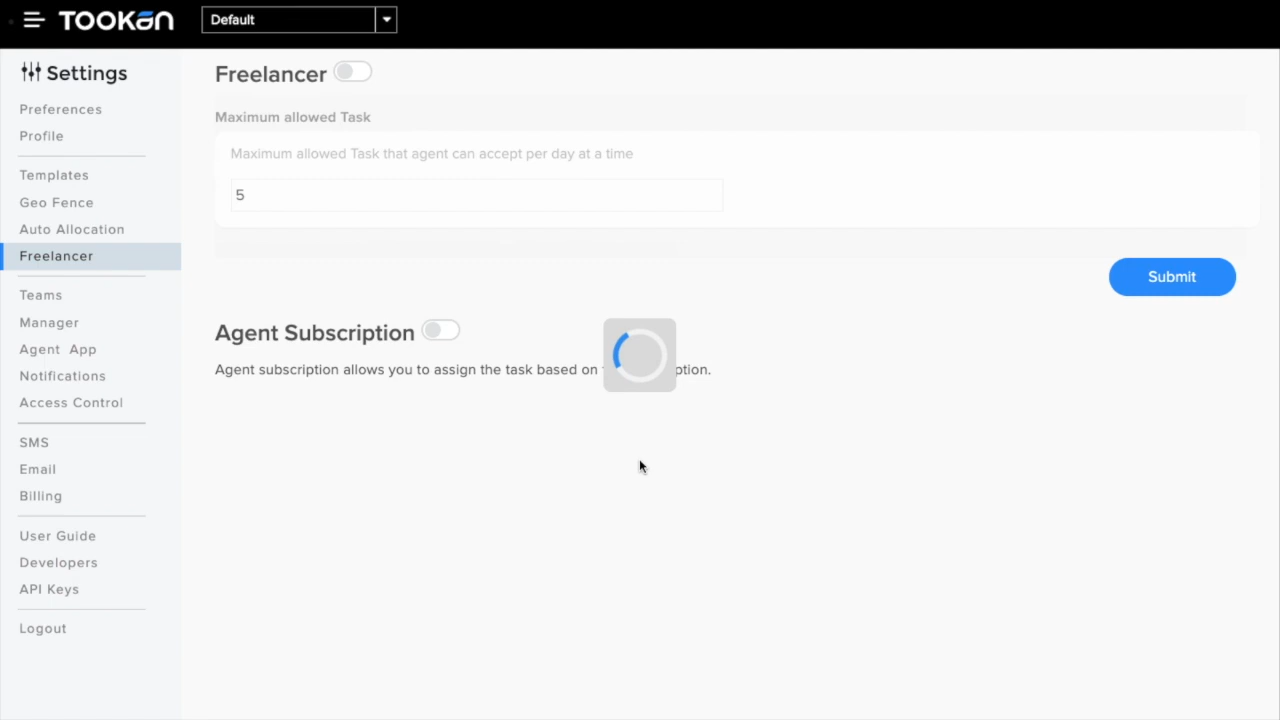 TOOKAN
Default
Settings
Preferences
Profile
Templates
Geo Fence
Auto Allocation
Freelancer
Teams
Manager
Agent App
Notifications
Access Control
SMS
Email
Billing
User Guide
Developers
API Keys
Logout
Freelancer
Maximum allowed Task
Maximum allowed Task that agent can accept per day at a time
5
Submit
Agent Subscription
Agent subscription allows you to assign the task based on ption.